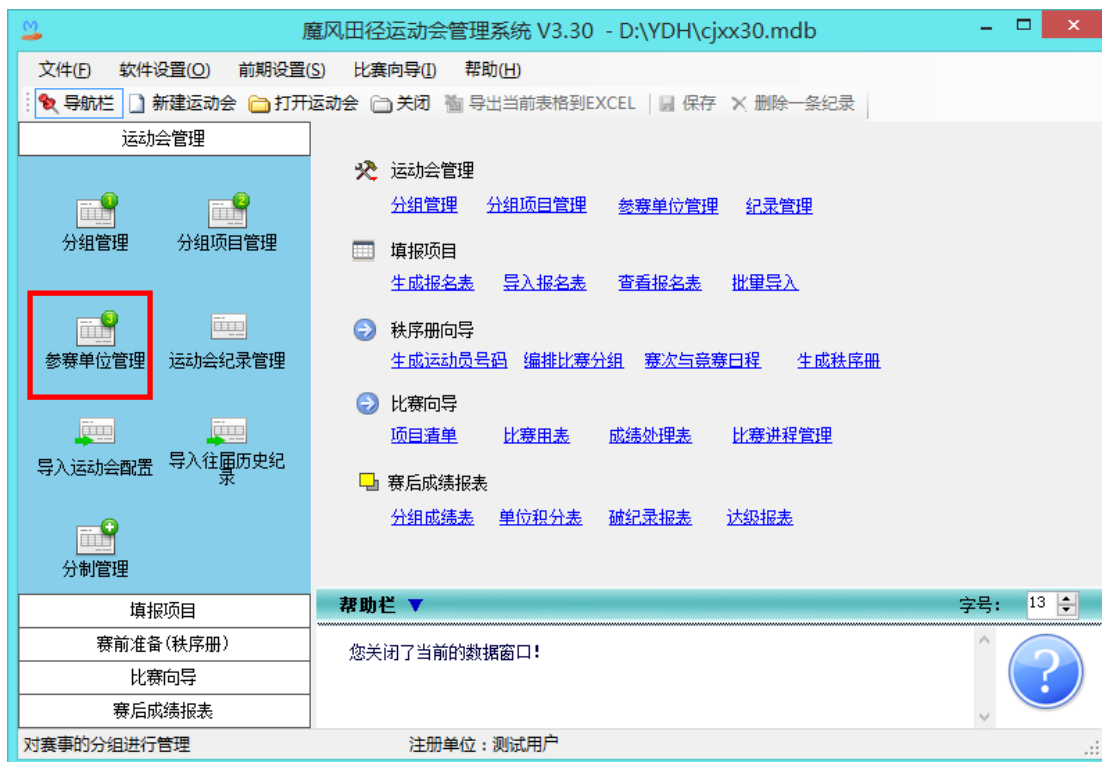 魔风田径运动会管理系统 V3.30 - D:\YDH\cjxx30.mdb
文件(F) 软件设置(O) 前期设置(S) 比赛向导(I) 帮助(H)
导航栏 新建运动会 打开运动会 关闭 导出当前表格到EXCEL 保存 删除一条纪录
运动会管理
1 2
分组管理 分组项目管理
3
参赛单位管理 运动会纪录管理
导入运动会配置 导入往届历史纪
录
分制管理
填报项目
赛前准备(秩序册)
比赛向导
赛后成绩报表
运动会管理
分组管理 分组项目管理 参赛单位管理 纪录管理
填报项目
生成报名表 导入报名表 查看报名表 批量导入
秩序册向导
生成运动员号码 编排比赛分组 赛次与竞赛日程 生成秩序册
比赛向导
项目清单 比赛用表 成绩处理表 比赛进程管理
赛后成绩报表
分组成绩表 单位积分表 破纪录报表 达级报表
帮助栏 ▼ 字号: 13
您关闭了当前的数据窗口!
?
对赛事的分组进行管理 注册单位：测试用户